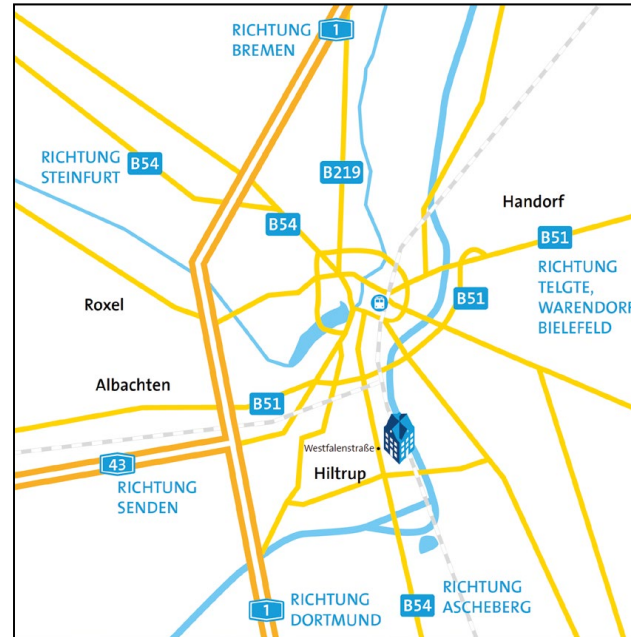 RICHTUNG
BREMEN
1
RICHTUNG
STEINFURT
B54
B219
B54
Handorf
B51
RICHTUNG
TELGTE,
WARENDORF
BIELEFELD
B51
Roxel
Albachten
B51
Westfalenstraße
Hiltrup
43
RICHTUNG
SENDEN
1
RICHTUNG
DORTMUND
B54
RICHTUNG
ASCHEBERG